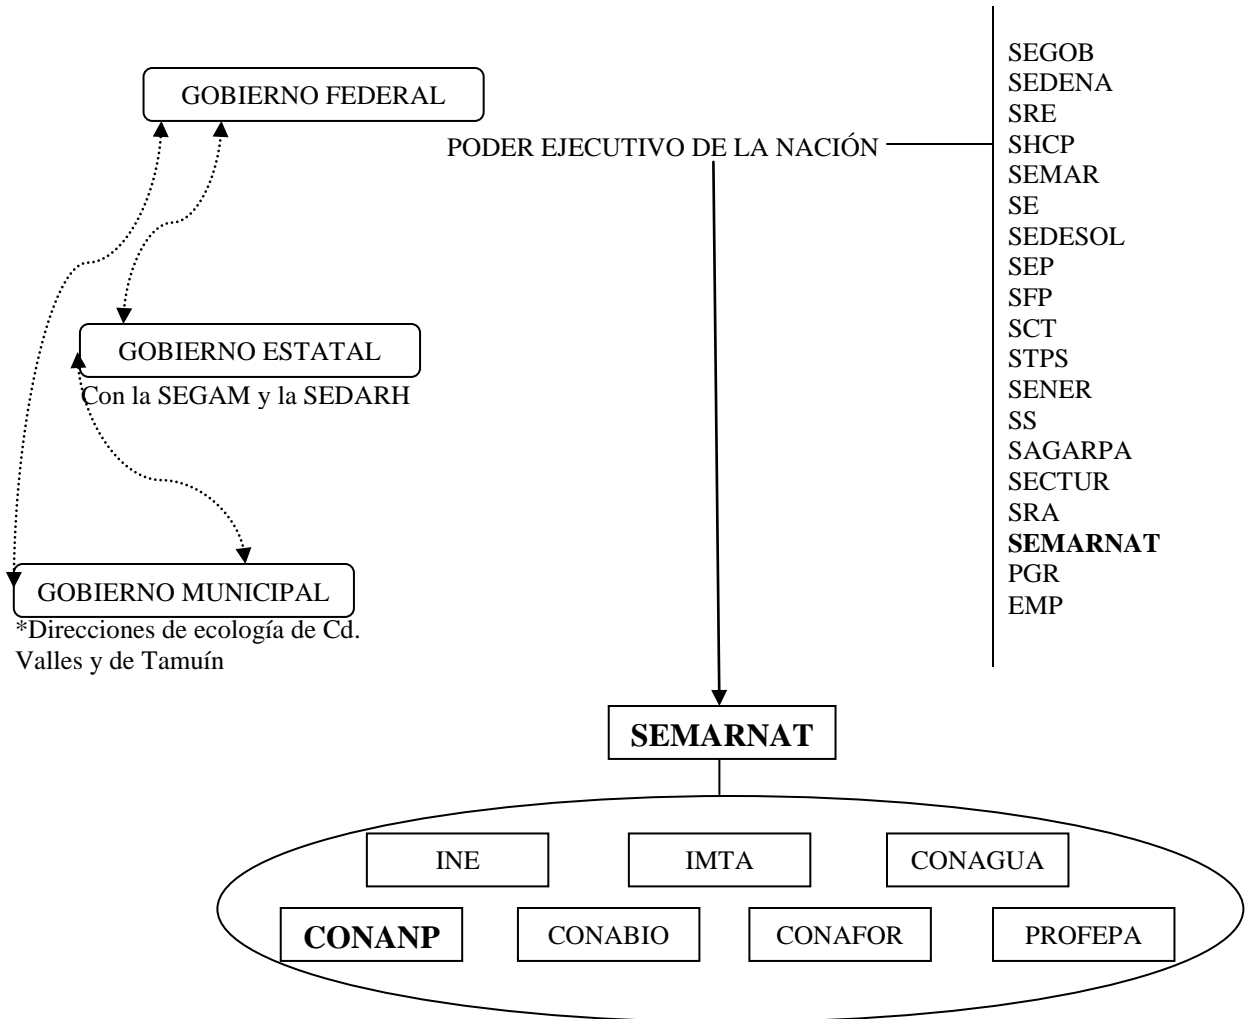 GOBIERNO FEDERAL
PODER EJECUTIVO DE LA NACIÓN
SEGOB
SEDENA
SRE
SHCP
SEMAR
SE
SEDESOL
SEP
SFP
SCT
STPS
SENER
SS
SAGARPA
SECTUR
SRA
SEMARNAT
PGR
EMP
GOBIERNO ESTATAL
Con la SEGAM y la SEDARH
GOBIERNO MUNICIPAL
*Direcciones de ecología de Cd.
Valles y de Tamuín
SEMARNAT
INE
IMTA
CONAGUA
CONANP
CONABIO
CONAFOR
PROFEPA